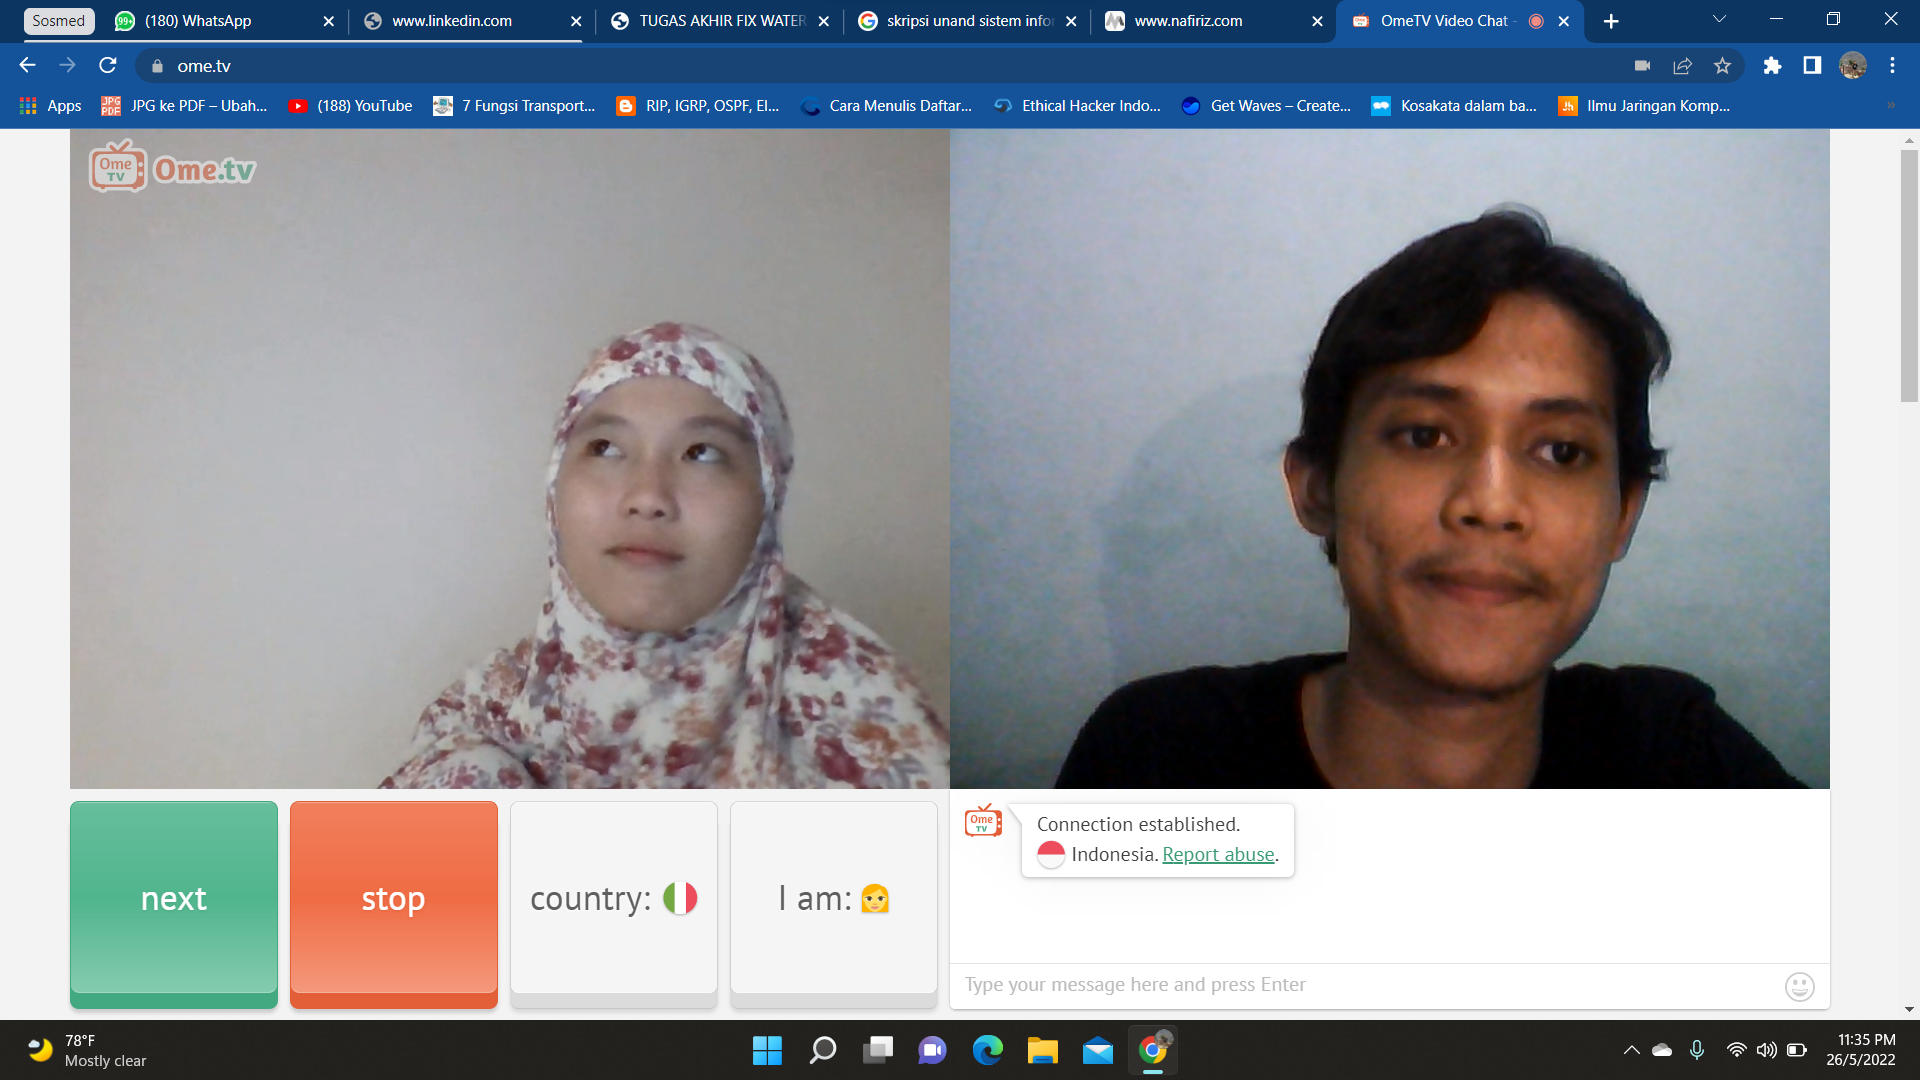 Sosmed
99+
(180) WhatsApp
www.linkedin.com
TUGAS AKHIR FIX WATER
skripsi unand sistem infor
www.nafiriz.com
OmeTV Video Chat -
ome.tv
Apps
JPG PDF
JPG ke PDF – Ubah...
(188) YouTube
7 Fungsi Transport...
RIP, IGRP, OSPF, EI...
Cara Menulis Daftar...
Ethical Hacker Indo...
Get Waves – Create...
Kosakata dalam ba...
Jh
Ilmu Jaringan Komp...
Ome TV
Ome.tv
next
stop
country:
I am:
Ome TV
Connection established.
Indonesia. Report abuse.
Type your message here and press Enter
78°F
Mostly clear
11:35 PM
26/5/2022